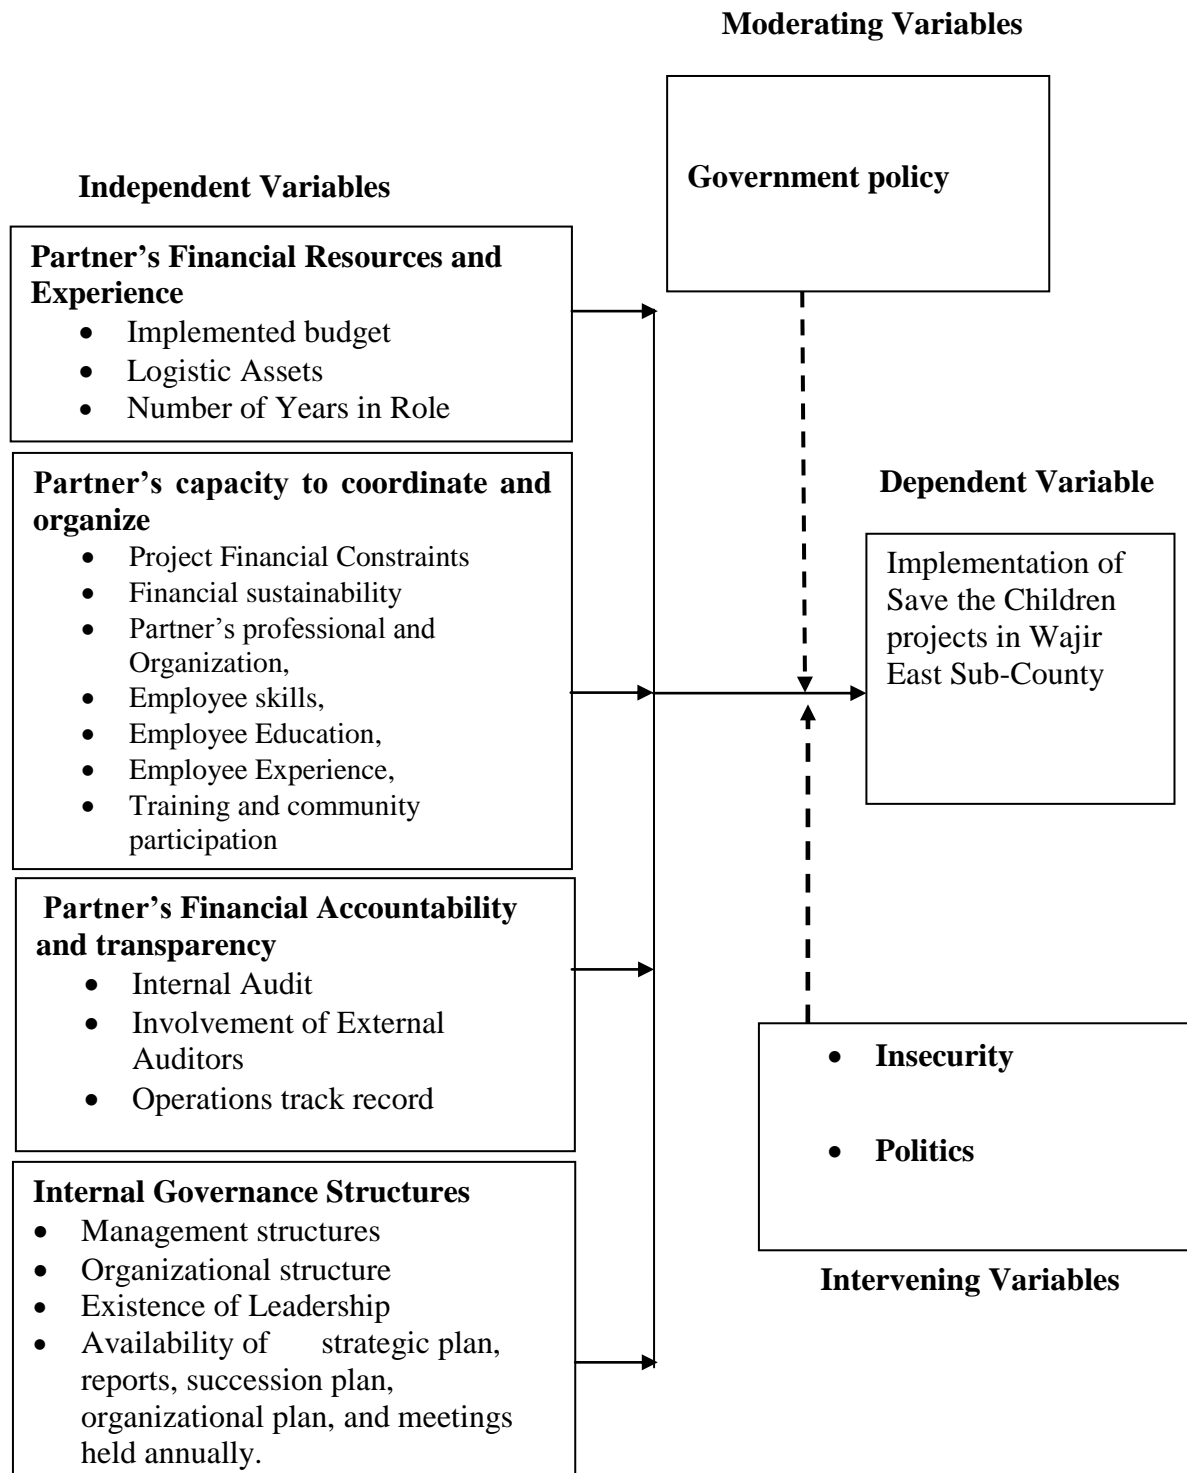 Moderating Variables
Government policy
Independent Variables
Partner’s Financial Resources and
Experience
• Implemented budget
• Logistic Assets
• Number of Years in Role
Partner’s capacity to coordinate and
organize
• Project Financial Constraints
• Financial sustainability
• Partner’s professional and
Organization,
• Employee skills,
• Employee Education,
• Employee Experience,
• Training and community
participation
Partner’s Financial Accountability
and transparency
• Internal Audit
• Involvement of External
Auditors
• Operations track record
Internal Governance Structures
• Management structures
• Organizational structure
• Existence of Leadership
• Availability of strategic plan,
reports, succession plan,
organizational plan, and meetings
held annually.
Dependent Variable
Implementation of
Save the Children
projects in Wajir
East Sub-County
• Insecurity
• Politics
Intervening Variables